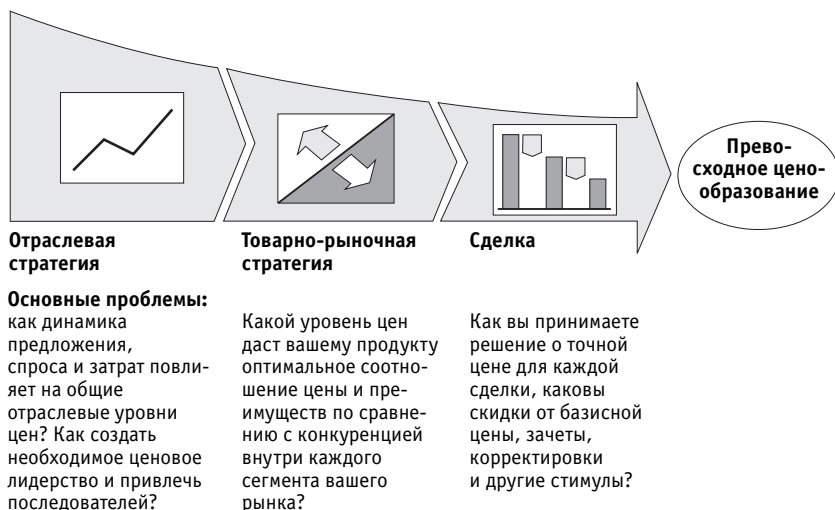 Прево-
сходное цено-
образование
Отраслевая
стратегия
Товарно-рыночная
стратегия
Сделка
Основные проблемы:
как динамика
предложения,
спроса и затрат повли-
яет на общие
отраслевые уровни
цен? Как создать
необходимое ценовое
лидерство и привлечь
последователей?
Какой уровень цен
даст вашему продукту
оптимальное соотно-
шение цены и пре-
имуществ по сравне-
нию с конкуренцией
внутри каждого
сегмента вашего
рынка?
Как вы принимаете
решение о точной
цене для каждой
сделки, каковы
скидки от базисной
цены, зачеты,
корректировки
и другие стимулы?